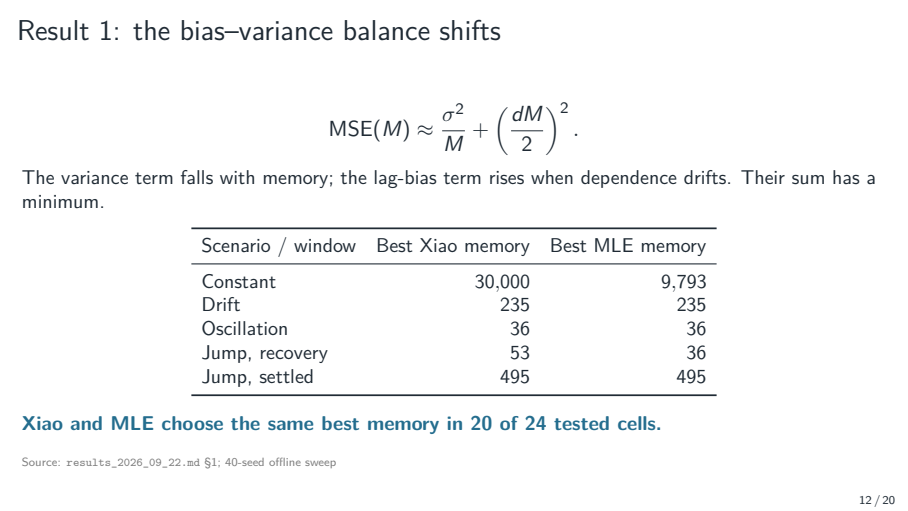 Result 1: the bias–variance balance shifts
MSE(M) ≈ σ²/M + (dM/2)².
The variance term falls with memory; the lag-bias term rises when dependence drifts. Their sum has a
minimum.
Scenario / window Best Xiao memory Best MLE memory
Constant 30,000 9,793
Drift 235 235
Oscillation 36 36
Jump, recovery 53 36
Jump, settled 495 495
Xiao and MLE choose the same best memory in 20 of 24 tested cells.
Source: results_2026_09_22.md §1; 40-seed offline sweep
12 / 20